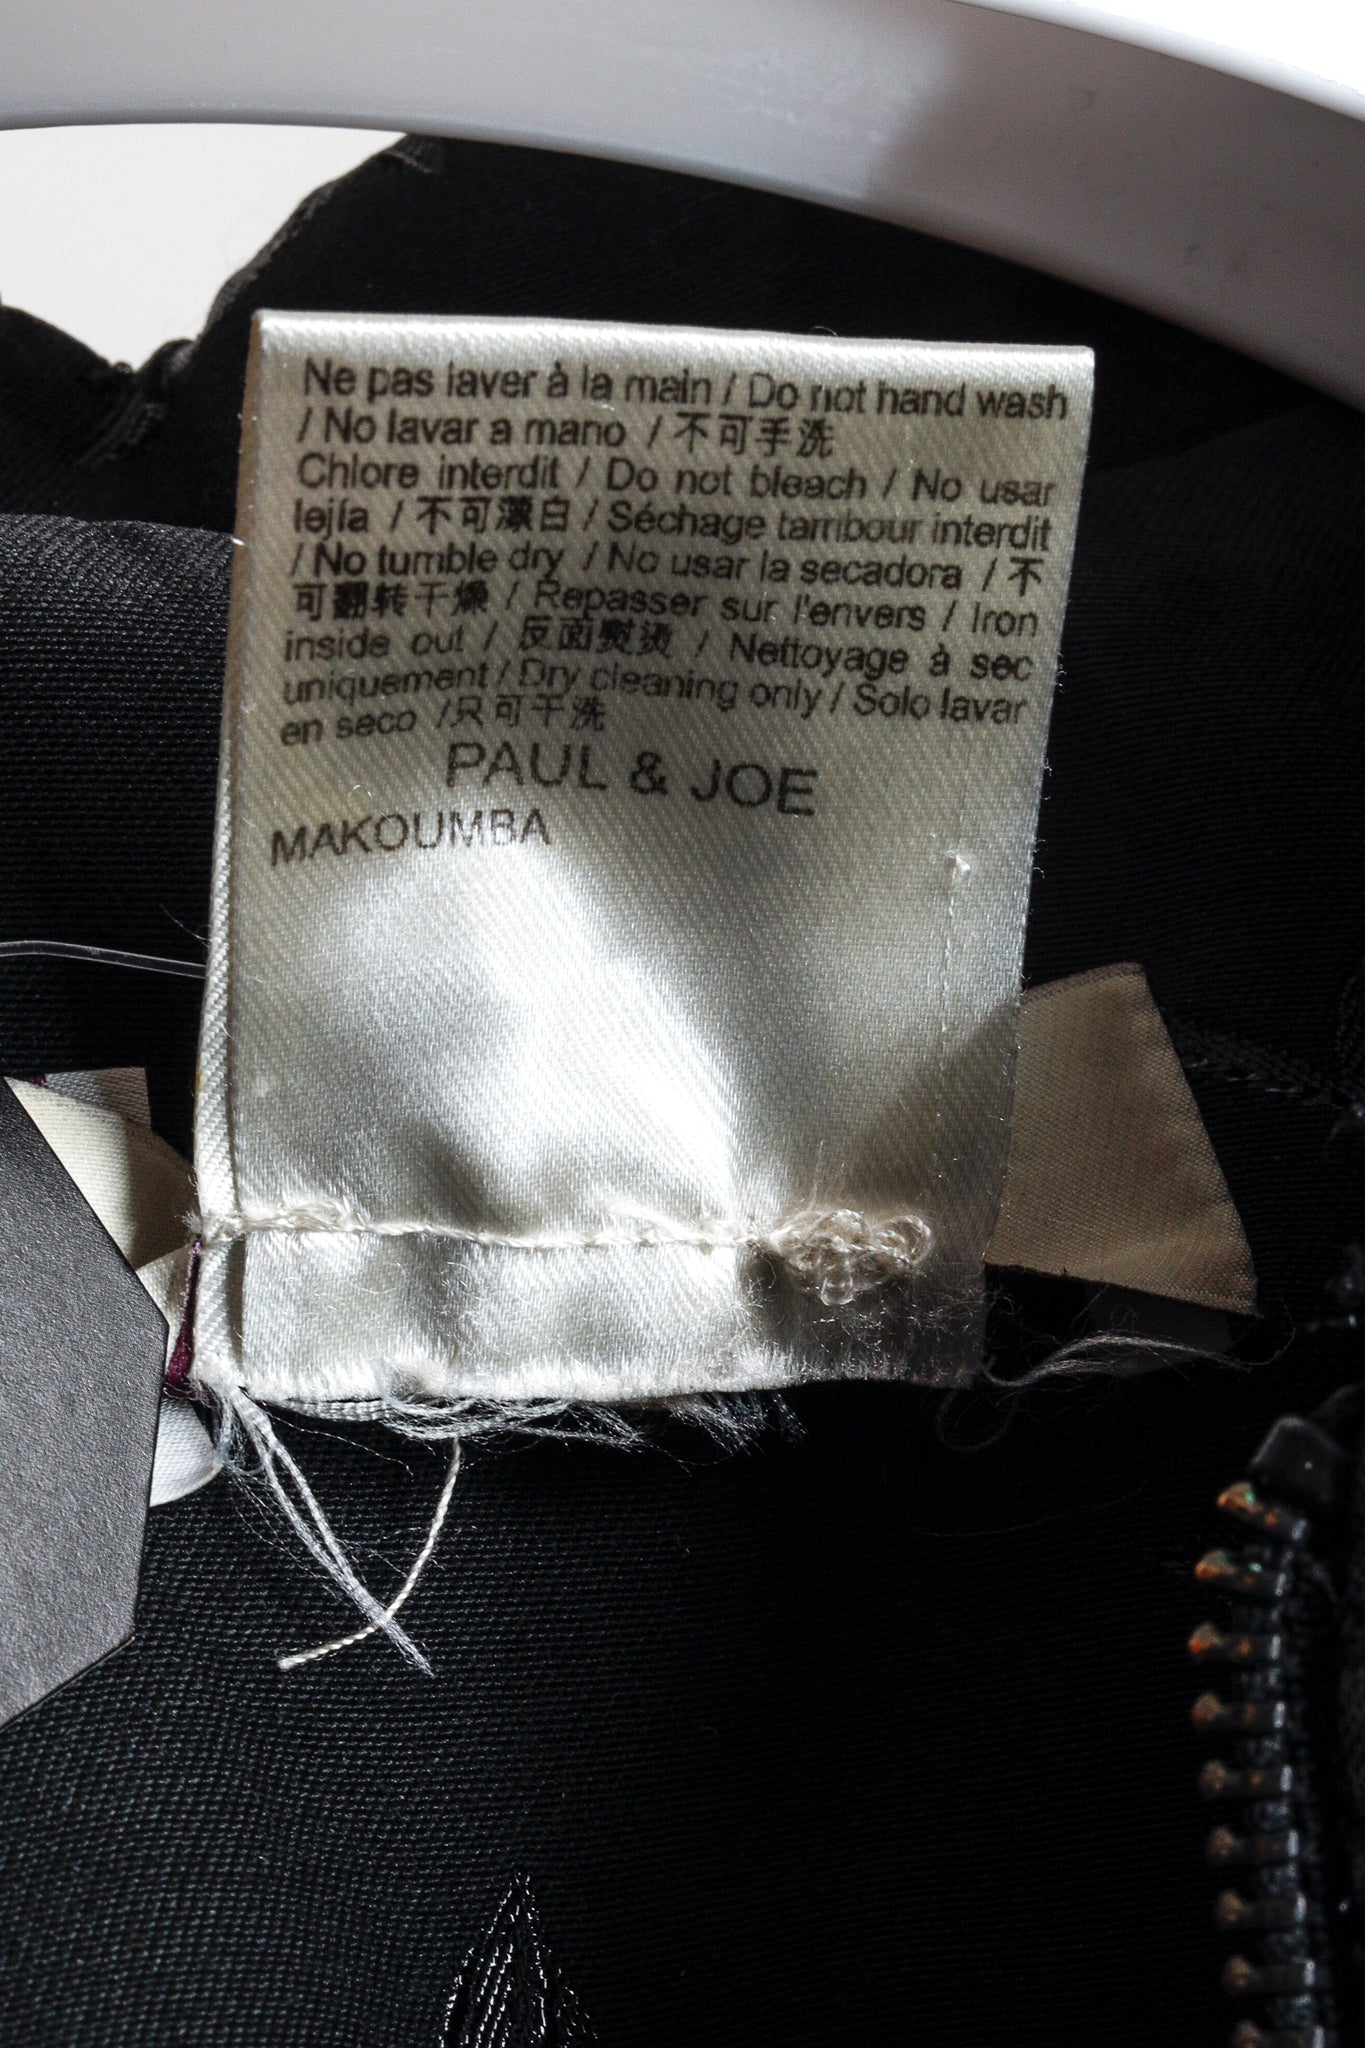 Ne pas laver à la main / Do not hand wash
/ No lavar a mano / 不可手洗
Chlore interdit / Do not bleach / No usar
lejía / 不可漂白 / Séchage tambour interdit
/ No tumble dry / No usar la secadora / 不
可翻转干燥 / Repasser sur l'envers / Iron
inside out / 反面熨烫 / Nettoyage à sec
uniquement / Dry cleaning only / Solo lavar
en seco /只可干洗
PAUL & JOE
MAKOUMBA